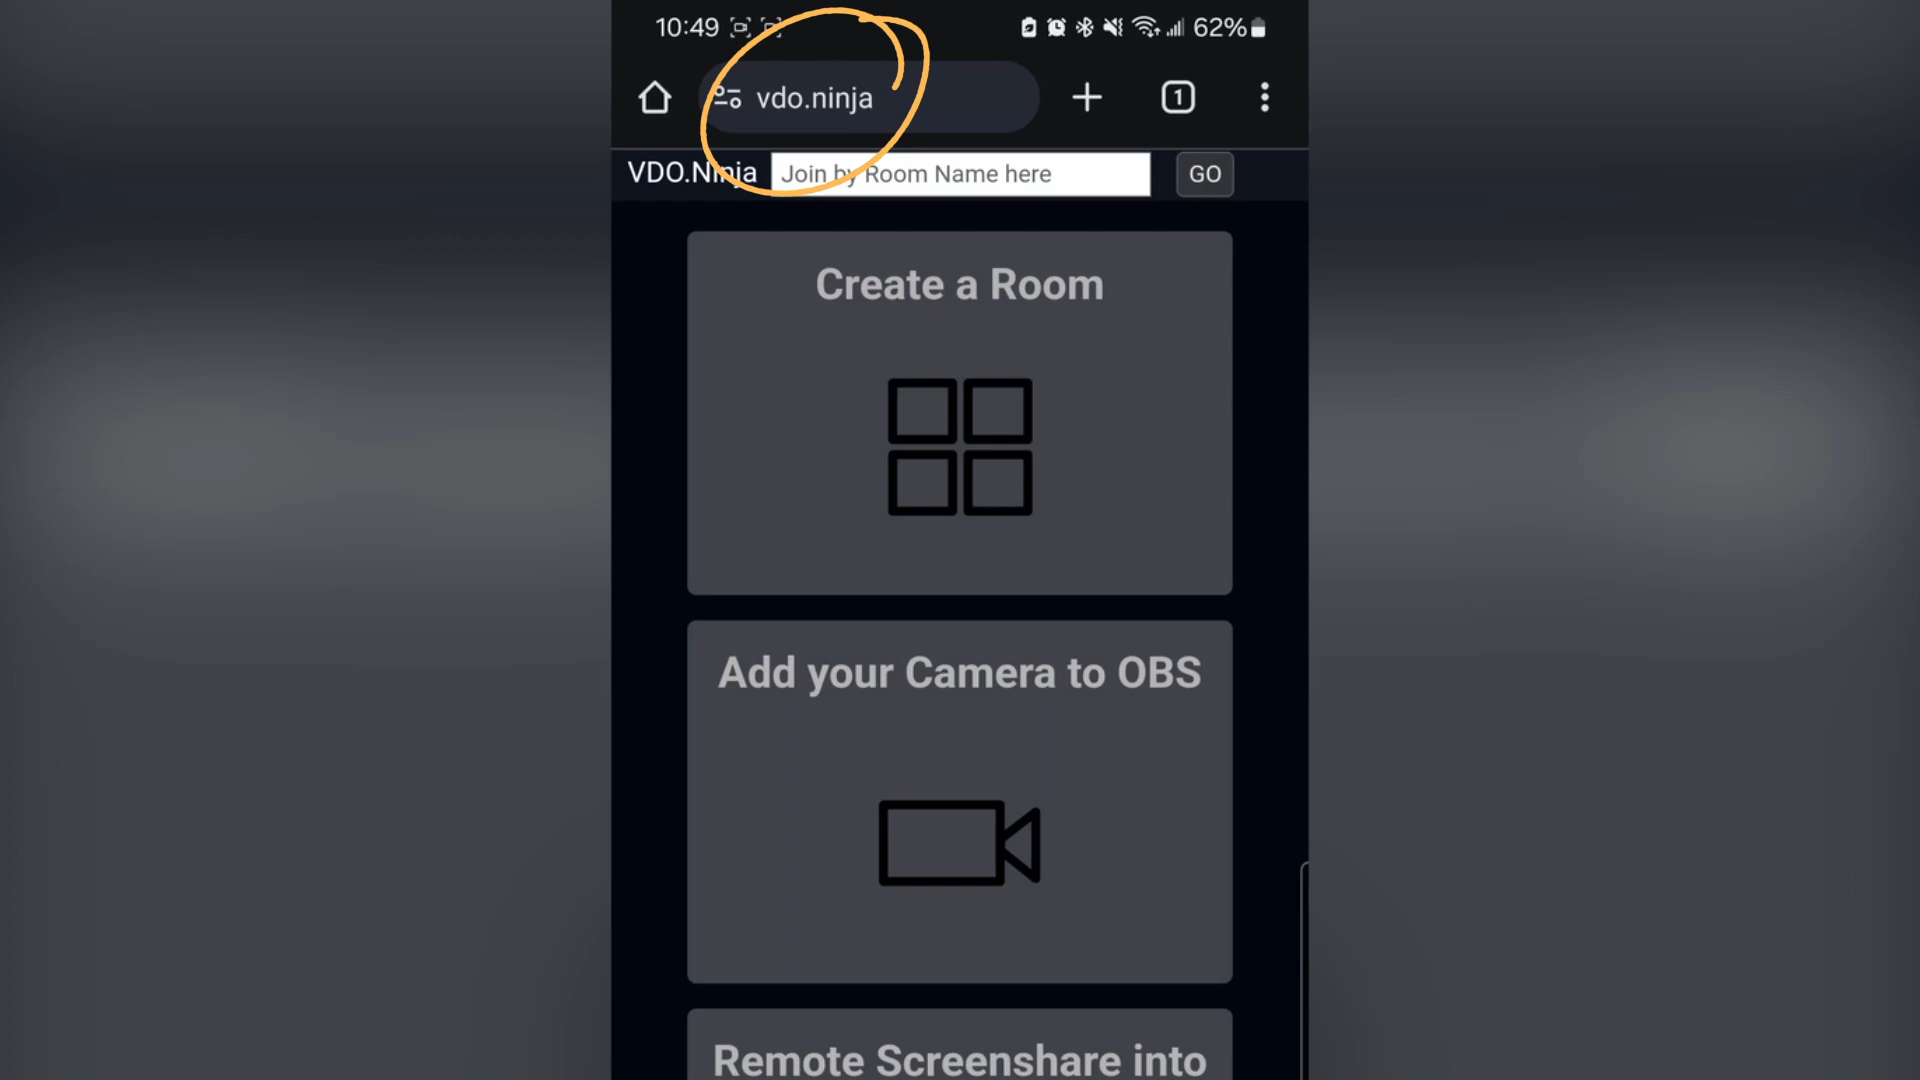 10:49 62%
vdo.ninja 1
VDO.Ninja Join by Room Name here GO
Create a Room
Add your Camera to OBS
Remote Screenshare into